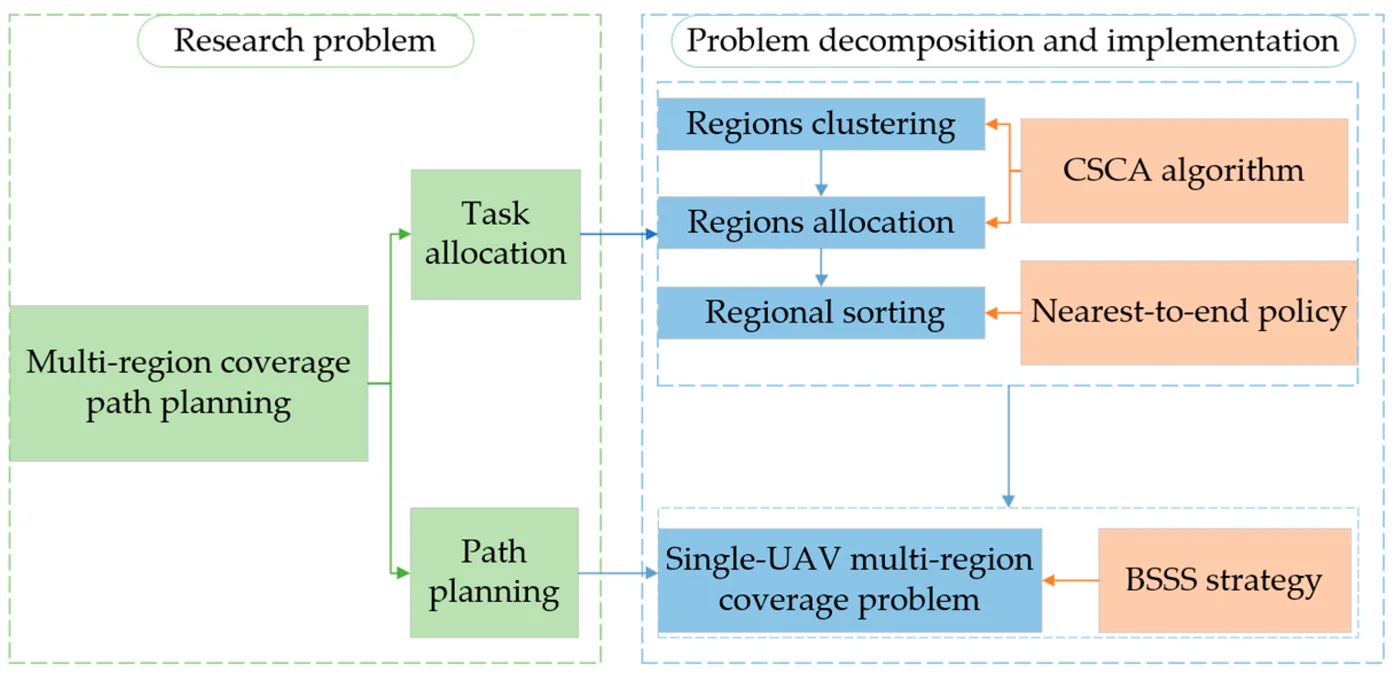 Research problem
Multi-region coverage
path planning
Task
allocation
Path
planning
Problem decomposition and implementation
Regions clustering
Regions allocation
Regional sorting
CSCA algorithm
Nearest-to-end policy
Single-UAV multi-region
coverage problem
BSSS strategy